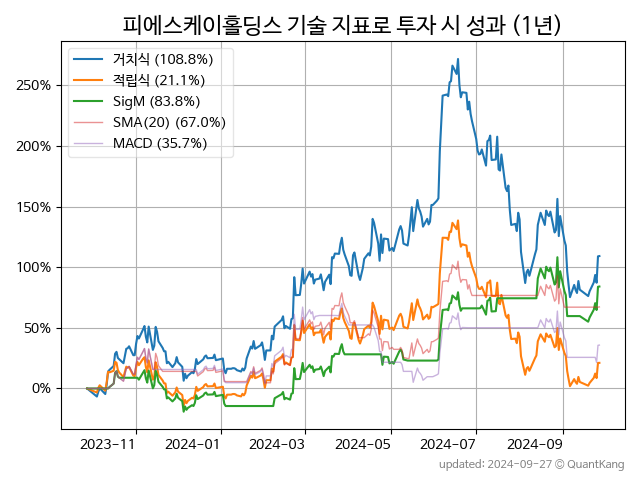 피에스케이홀딩스 기술 지표로 투자 시 성과 (1년)
거치식 (108.8%)
적립식 (21.1%)
SigM (83.8%)
SMA(20) (67.0%)
MACD (35.7%)
250%
200%
150%
100%
50%
0%
2023-11 2024-01 2024-03 2024-05 2024-07 2024-09
updated: 2024-09-27 © QuantKang